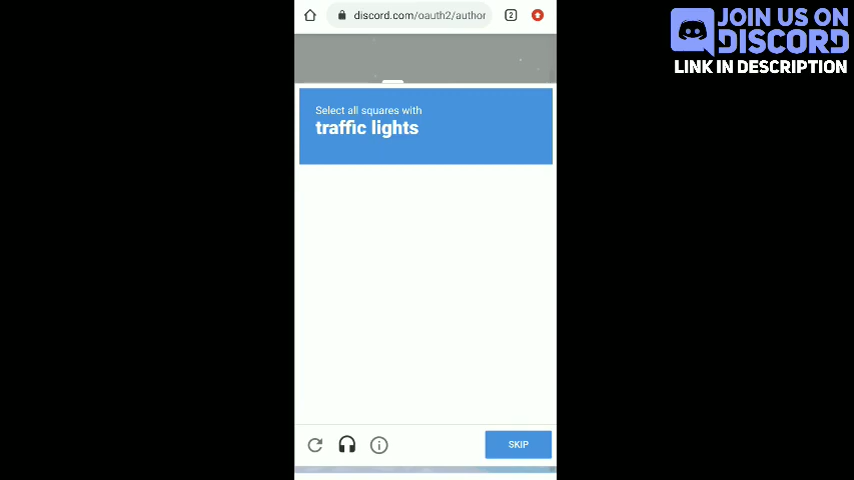 discord.com/oauth2/author
2
JOIN US ON
DISCORD
LINK IN DESCRIPTION
Select all squares with
traffic lights
SKIP